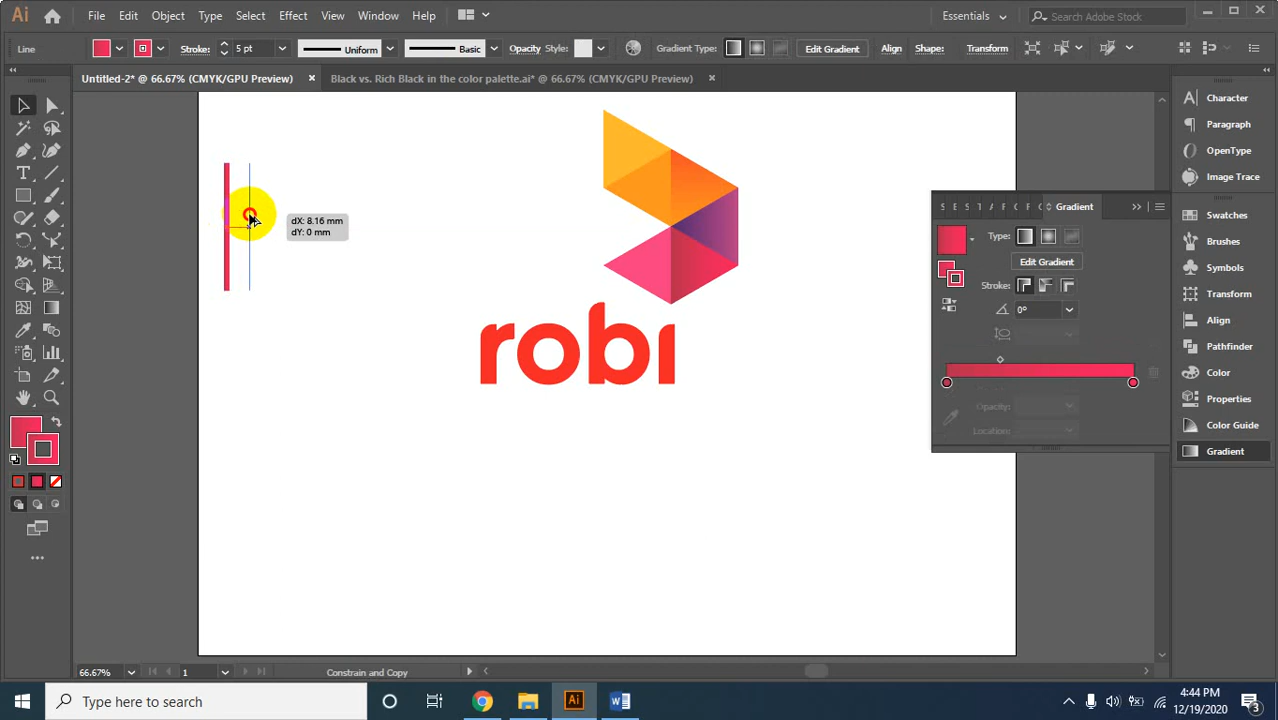 Ai File Edit Object Type Select Effect View Window Help Essentials Search Adobe Stock
Line Stroke: 5 pt Uniform Basic Opacity Style: Gradient Type: Edit Gradient Align Shape: Transform
Untitled-2* @ 66.67% (CMYK/GPU Preview) × Black vs. Rich Black in the color palette.ai* @ 66.67% (CMYK/GPU Preview) ×
Character
Paragraph
OpenType
Image Trace
Swatches
Brushes
Symbols
Transform
Align
Pathfinder
Color
Properties
Color Guide
Gradient
S E S T A F C Gradient
Type:
Edit Gradient
Stroke:
0°
Opacity:
Location:
dX: 8.16 mm
dY: 0 mm
robi
66.67% 1 Constrain and Copy
Type here to search
Ai
4:44 PM
12/19/2020
3